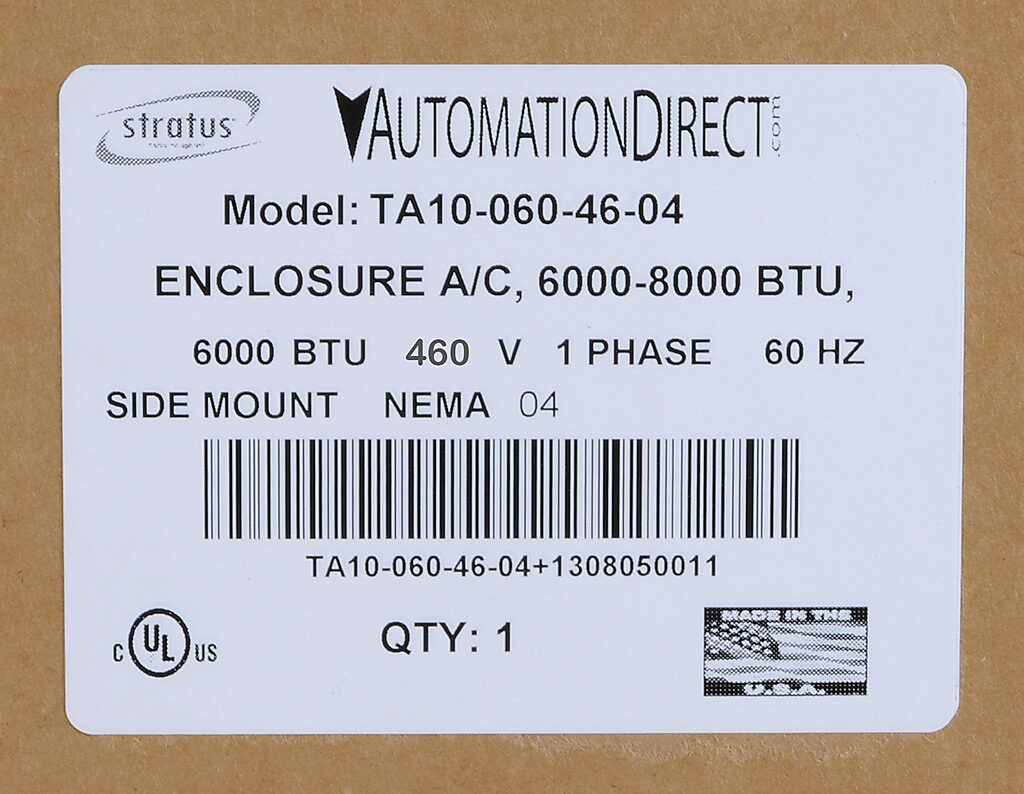 stratus
AUTOMATIONDIRECT.com
Model: TA10-060-46-04
ENCLOSURE A/C, 6000-8000 BTU,
6000 BTU 460 V 1 PHASE 60 HZ
SIDE MOUNT NEMA 04
TA10-060-46-04+1308050011
C UL US
QTY: 1
MADE IN THE
U.S.A.